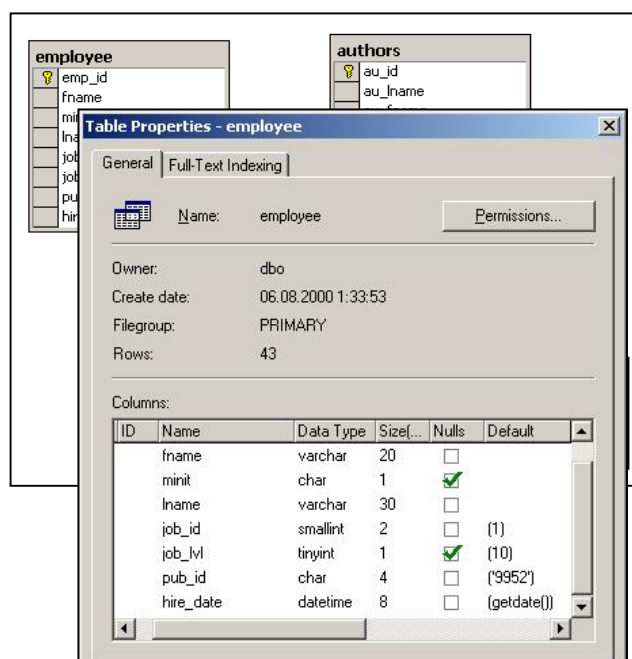 employee
emp_id
fname
authors
au_id
au_lname
Table Properties - employee
General Full-Text Indexing
Name: employee Permissions...
Owner: dbo
Create date: 06.08.2000 1:33:53
Filegroup: PRIMARY
Rows: 43
Columns:
ID Name Data Type Size(... Nulls Default
fname varchar 20
minit char 1
lname varchar 30
job_id smallint 2 (1)
job_lvl tinyint 1 (10)
pub_id char 4 ('9952')
hire_date datetime 8 (getdate())